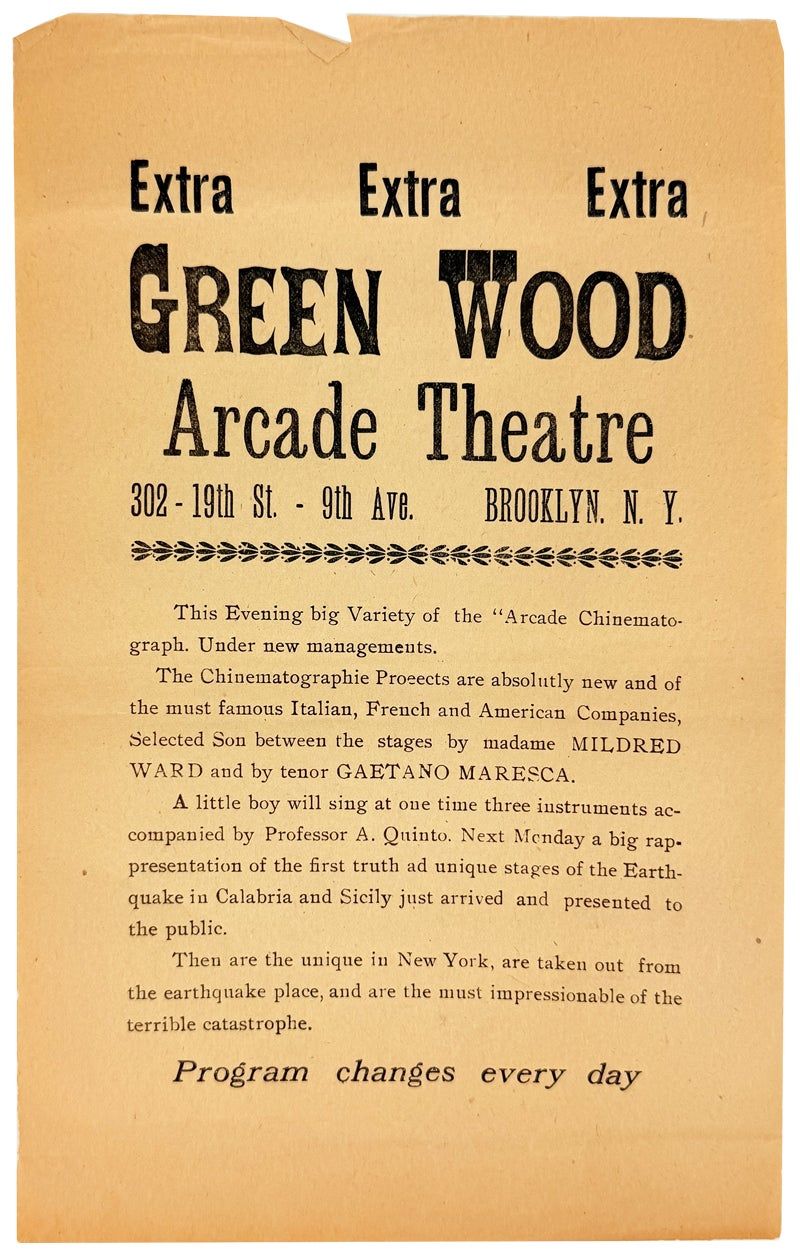 Extra Extra Extra
GREEN WOOD
Arcade Theatre
302 - 19th St. - 9th Ave. BROOKLYN. N. Y.
This Evening big Variety of the “Arcade Chinemato-
graph. Under new managements.
The Chinematographie Proeects are absolutly new and of
the must famous Italian, French and American Companies,
Selected Son between the stages by madame MILDRED
WARD and by tenor GAETANO MARESCA.
A little boy will sing at one time three instruments ac-
companied by Professor A. Quinto. Next Monday a big rap-
presentation of the first truth ad unique stages of the Earth-
quake in Calabria and Sicily just arrived and presented to
the public.
Then are the unique in New York, are taken out from
the earthquake place, and are the must impressionable of the
terrible catastrophe.
Program changes every day